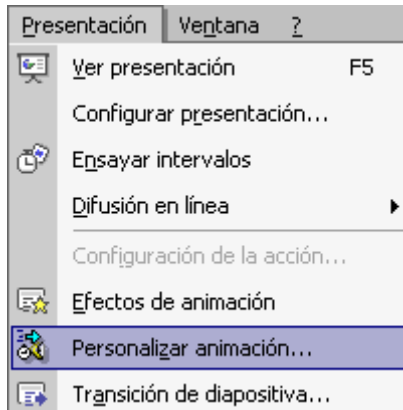 Presentación Ventana ?
Ver presentación F5
Configurar presentación...
Ensayar intervalos
Difusión en línea
Configuración de la acción...
Efectos de animación
Personalizar animación...
Transición de diapositiva...